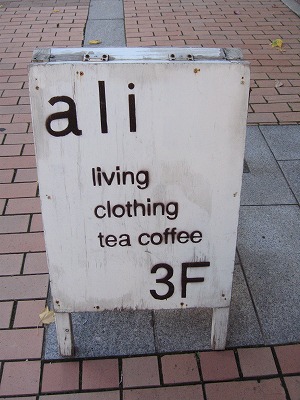 ali
living
clothing
tea coffee
3F